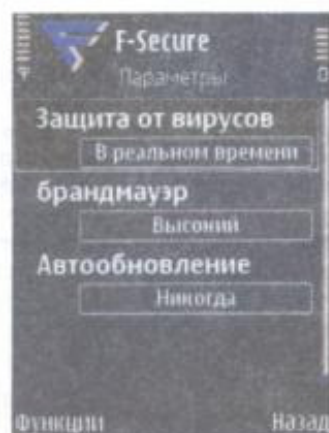 F-Secure
Параметры
Защита от вирусов
В реальном времени
брандмауэр
Высокий
Автообновление
Никогда
Функции
Назад